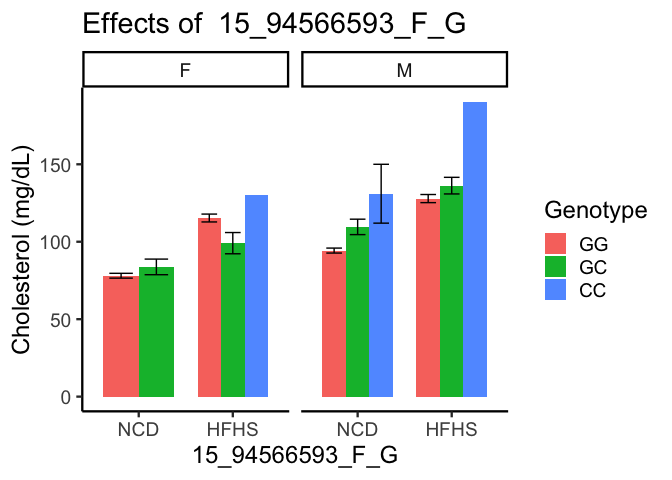 Effects of  15_94566593_F_G
F
M
Cholesterol (mg/dL)
150
100
50
0
NCD
HFHS
NCD
HFHS
15_94566593_F_G
Genotype
GG
GC
CC